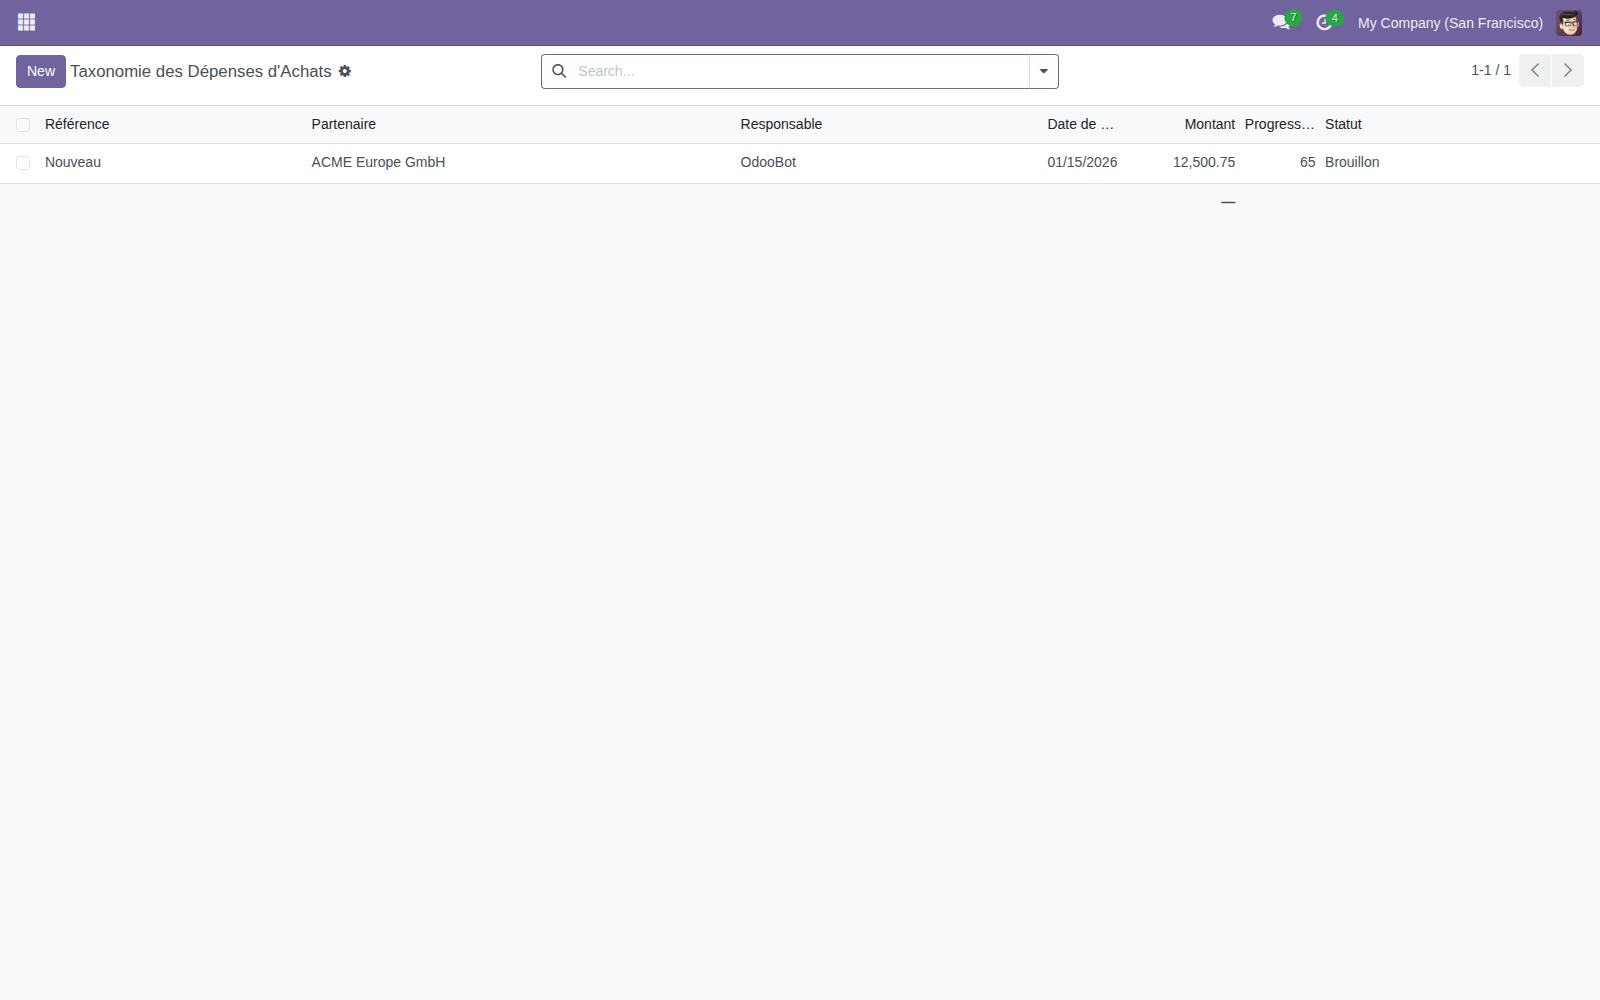 7 4 My Company (San Francisco)
New Taxonomie des Dépenses d'Achats Search... 1-1 / 1
Référence Partenaire Responsable Date de … Montant Progress… Statut
Nouveau ACME Europe GmbH OdooBot 01/15/2026 12,500.75 65 Brouillon
—